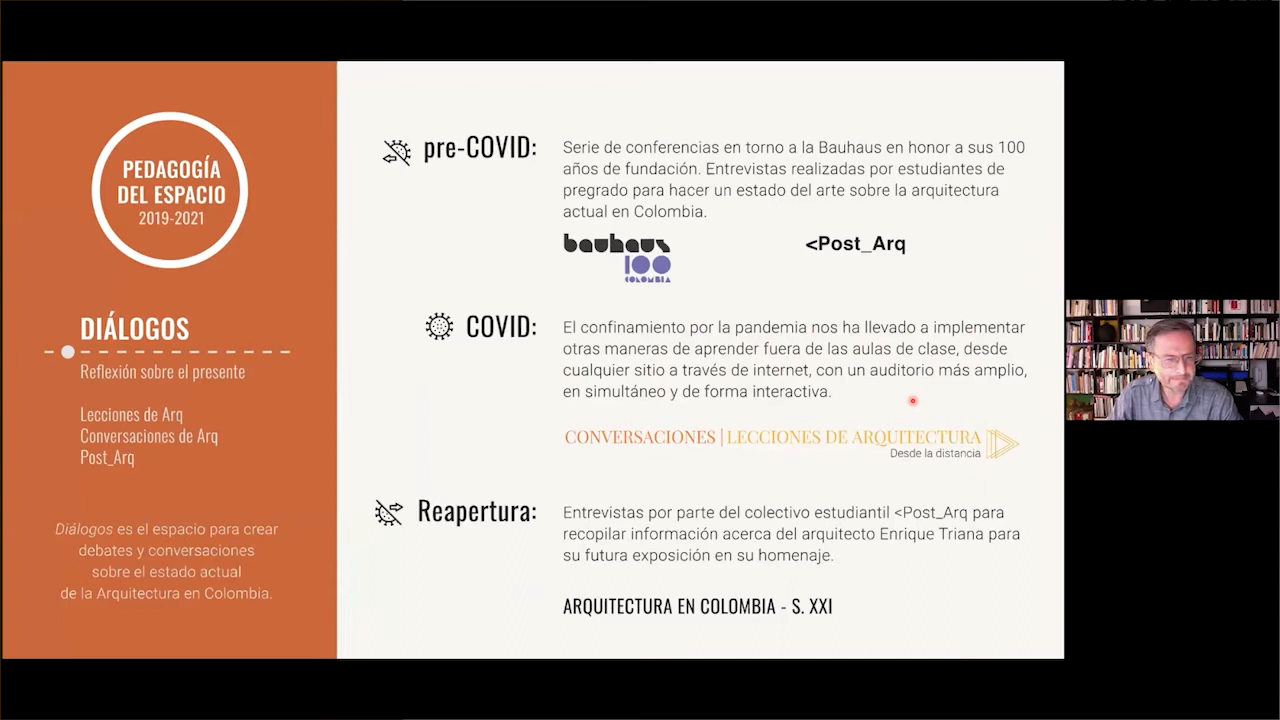 PEDAGOGÍA
DEL ESPACIO
2019-2021
DIÁLOGOS
Reflexión sobre el presente
Lecciones de Arq
Conversaciones de Arq
Post_Arq
Diálogos es el espacio para crear
debates y conversaciones
sobre el estado actual
de la Arquitectura en Colombia.
pre-COVID:
Serie de conferencias en torno a la Bauhaus en honor a sus 100
años de fundación. Entrevistas realizadas por estudiantes de
pregrado para hacer un estado del arte sobre la arquitectura
actual en Colombia.
bauhaus
100
COLOMBIA
<Post_Arq
COVID:
El confinamiento por la pandemia nos ha llevado a implementar
otras maneras de aprender fuera de las aulas de clase, desde
cualquier sitio a través de internet, con un auditorio más amplio,
en simultáneo y de forma interactiva.
CONVERSACIONES | LECCIONES DE ARQUITECTURA
Desde la distancia
Reapertura:
Entrevistas por parte del colectivo estudiantil <Post_Arq para
recopilar información acerca del arquitecto Enrique Triana para
su futura exposición en su homenaje.
ARQUITECTURA EN COLOMBIA - S. XXI